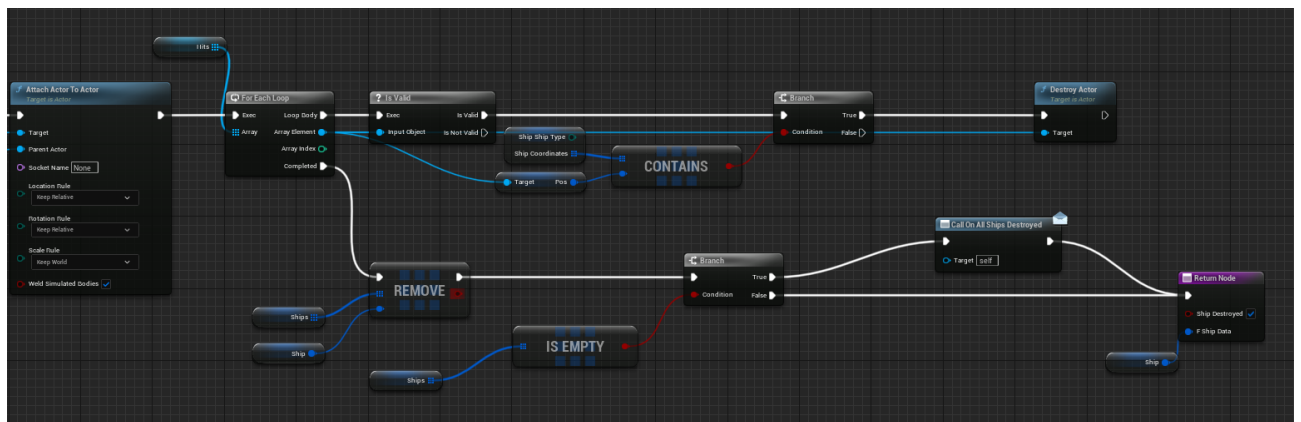 Hits
Attach Actor To Actor
Target is Actor
Target
Parent Actor
Socket Name None
Location Rule
Keep Relative
Rotation Rule
Keep Relative
Scale Rule
Keep World
Weld Simulated Bodies
For Each Loop
Exec Loop Body
Array Array Element
Array Index
Completed
Is Valid
Exec Is Valid
Input Object Is Not Valid
Ship Ship Type
Ship Coordinates
Target Pos
CONTAINS
Branch
True
Condition False
Destroy Actor
Target is Actor
Target
REMOVE
Ships
Ship
Branch
True
Condition False
IS EMPTY
Ships
Call On All Ships Destroyed
Target self
Return Node
Ship Destroyed
F Ship Data
Ship